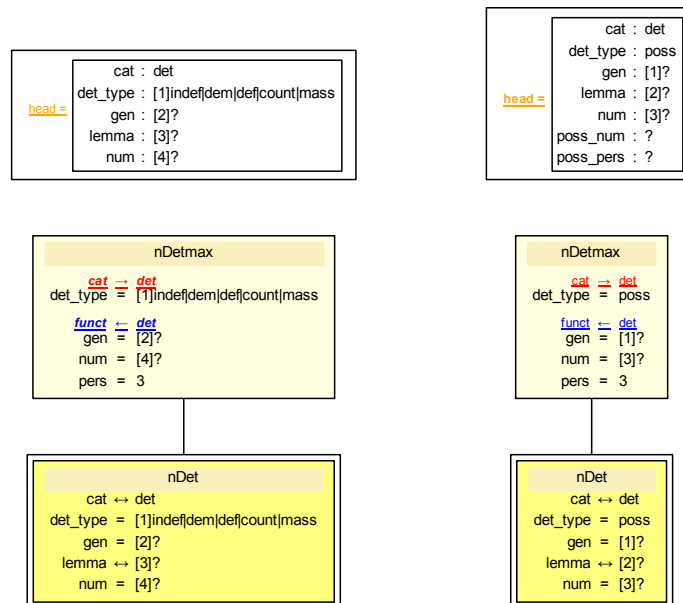 head =
cat : det
det_type : [1]indef|dem|def|count|mass
gen : [2]?
lemma : [3]?
num : [4]?
nDetmax
cat → det
det_type = [1]indef|dem|def|count|mass
funct ← det
gen = [2]?
num = [4]?
pers = 3
nDet
cat ↔ det
det_type = [1]indef|dem|def|count|mass
gen = [2]?
lemma ↔ [3]?
num = [4]?
head =
cat : det
det_type : poss
gen : [1]?
lemma : [2]?
num : [3]?
poss_num : ?
poss_pers : ?
nDetmax
cat → det
det_type = poss
funct ← det
gen = [1]?
num = [3]?
pers = 3
nDet
cat ↔ det
det_type = poss
gen = [1]?
lemma ↔ [2]?
num = [3]?